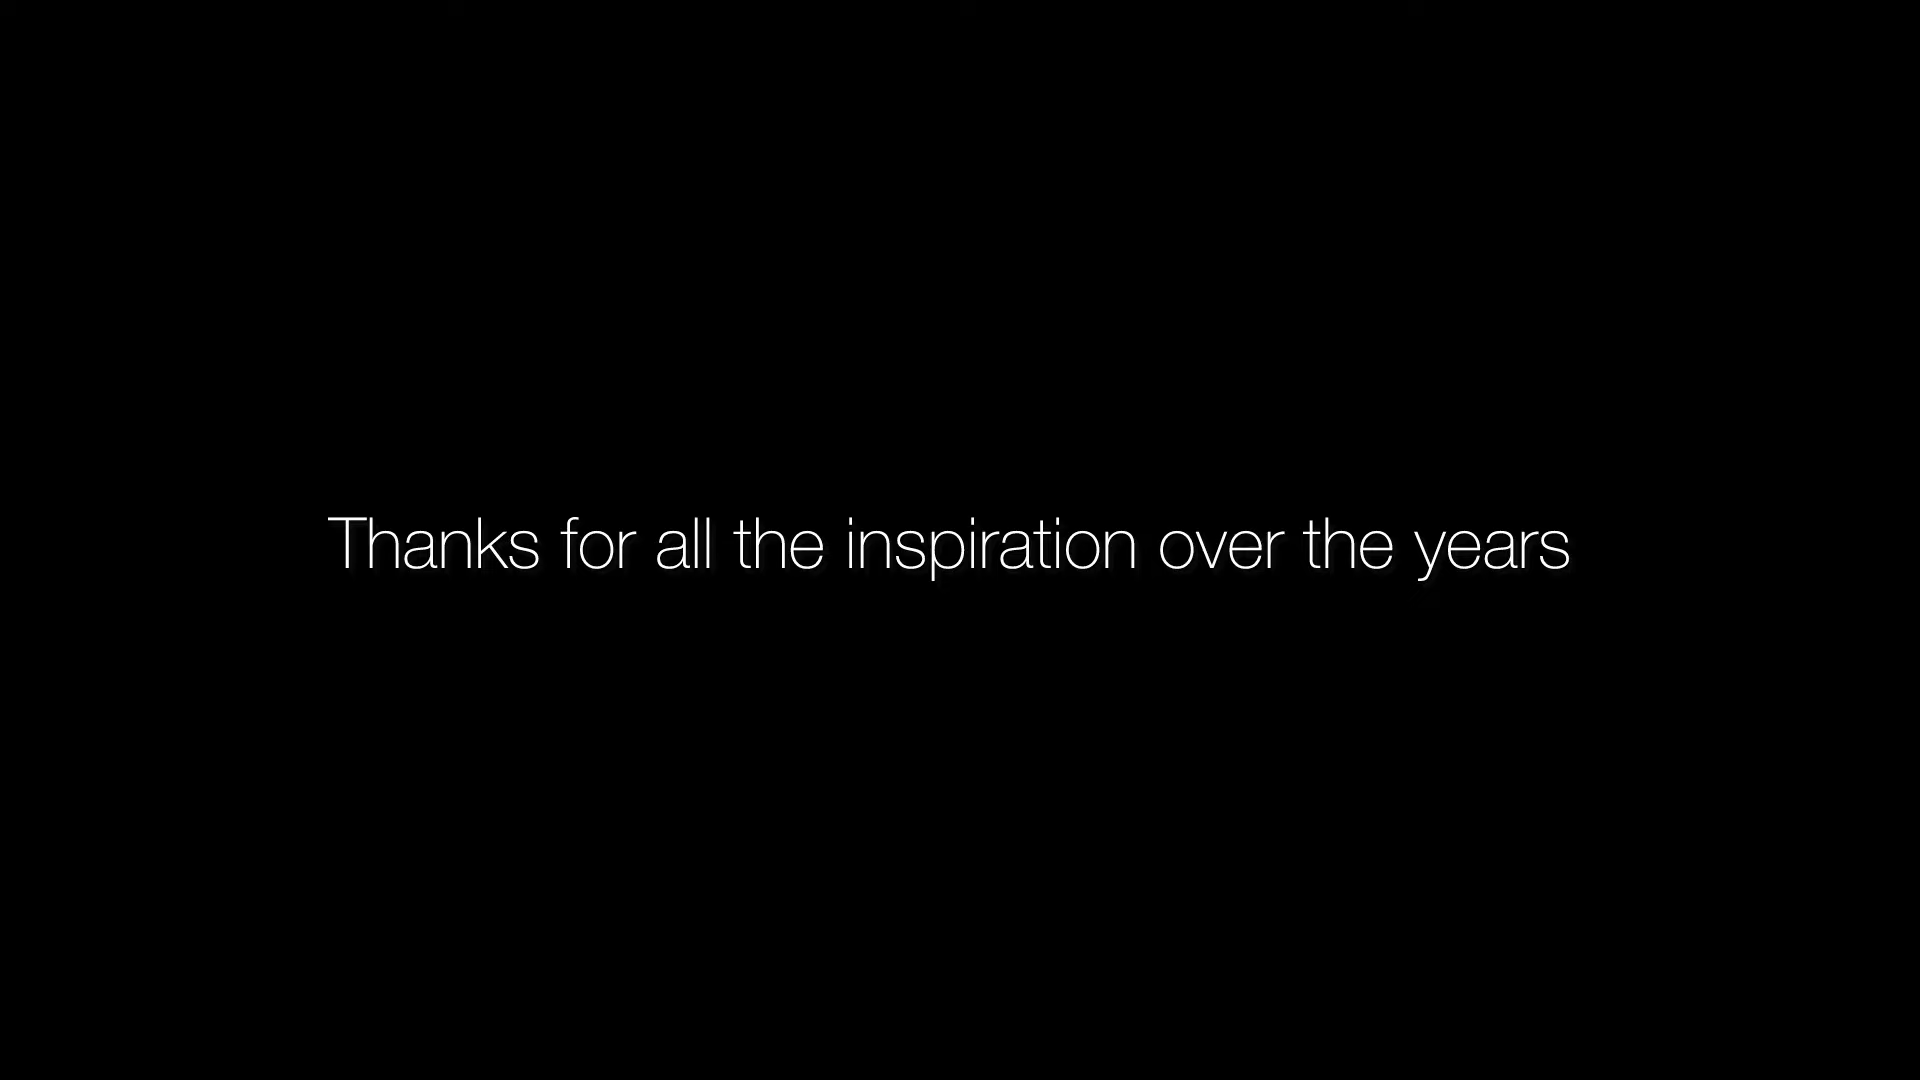 Thanks for all the inspiration over the years